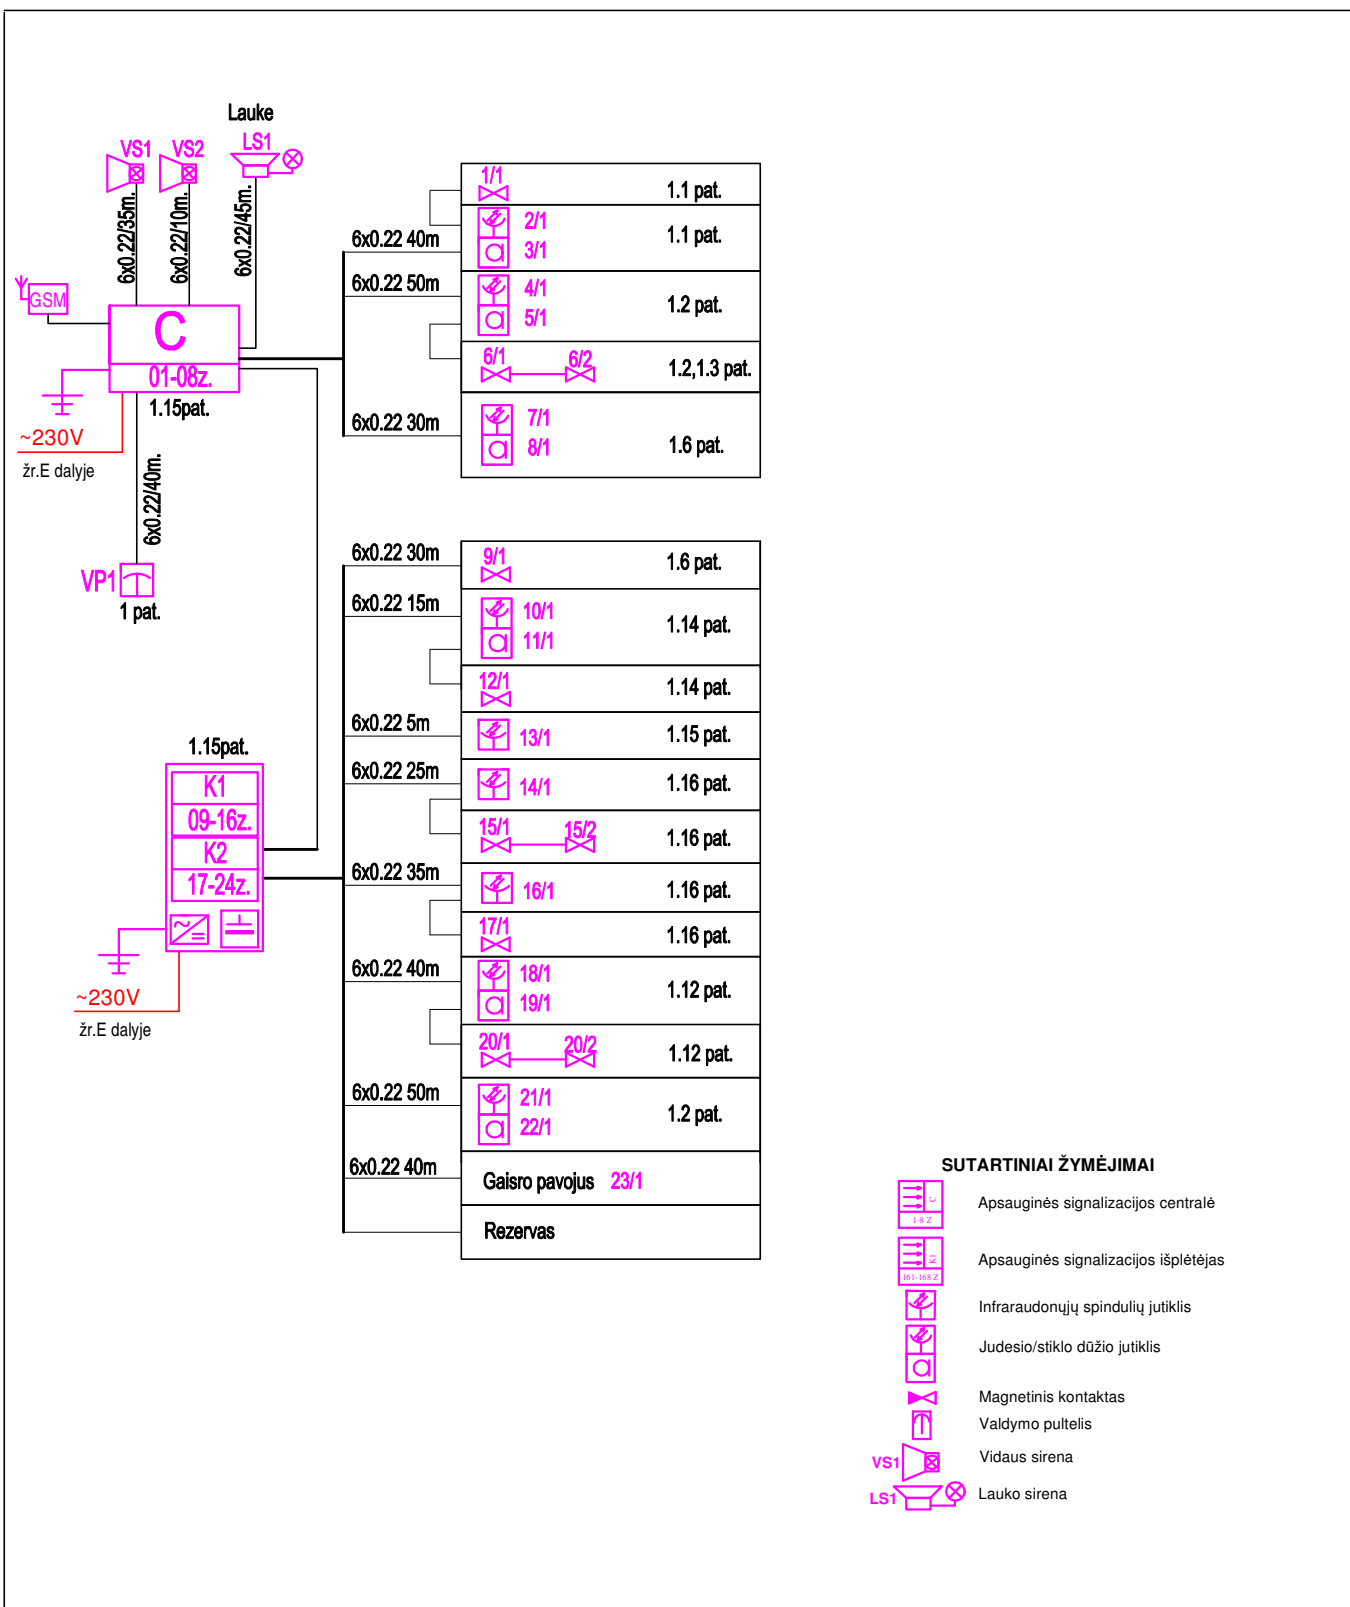 Lauke
VS1
VS2
LS1
6x0.22/35m.
6x0.22/10m.
6x0.22/45m.
GSM
C
01-08z.
1.15pat.
~230V
žr.E dalyje
6x0.22/40m.
VP1
1 pat.
1/1
1.1 pat.
6x0.22 40m
2/1
3/1
1.1 pat.
6x0.22 50m
4/1
5/1
1.2 pat.
6/1
6/2
1.2,1.3 pat.
6x0.22 30m
7/1
8/1
1.6 pat.
6x0.22 30m
9/1
1.6 pat.
6x0.22 15m
10/1
11/1
1.14 pat.
12/1
1.14 pat.
6x0.22 5m
13/1
1.15 pat.
6x0.22 25m
14/1
1.16 pat.
15/1
15/2
1.16 pat.
6x0.22 35m
16/1
1.16 pat.
17/1
1.16 pat.
6x0.22 40m
18/1
19/1
1.12 pat.
20/1
20/2
1.12 pat.
6x0.22 50m
21/1
22/1
1.2 pat.
6x0.22 40m
Gaisro pavojus 23/1
Rezervas
1.15pat.
K1
09-16z.
K2
17-24z.
~230V
žr.E dalyje
SUTARTINIAI ŽYMĖJIMAI
C
1-8 Z
Apsauginės signalizacijos centralė
K1
161-168 Z
Apsauginės signalizacijos išplėtėjas
Infraraudonųjų spindulių jutiklis
Judesio/stiklo dūžio jutiklis
Magnetinis kontaktas
Valdymo pultelis
VS1
Vidaus sirena
LS1
Lauko sirena